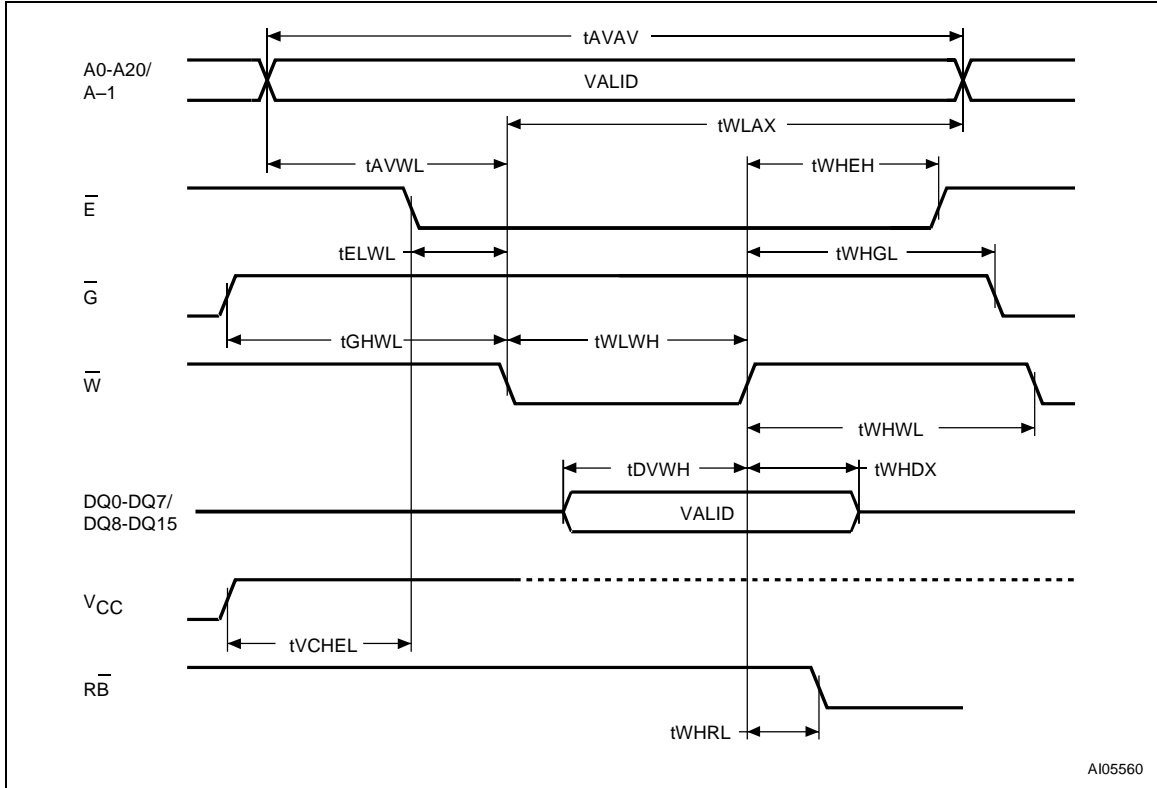 tAVAV
A0-A20/
A–1
VALID
tWLAX
tAVWL
tWHEH
E̅
tELWL
tWHGL
G̅
tGHWL
tWLWH
W̅
tWHWL
tDVWH
tWHDX
DQ0-DQ7/
DQ8-DQ15
VALID
VCC
tVCHEL
RB̅
tWHRL
AI05560